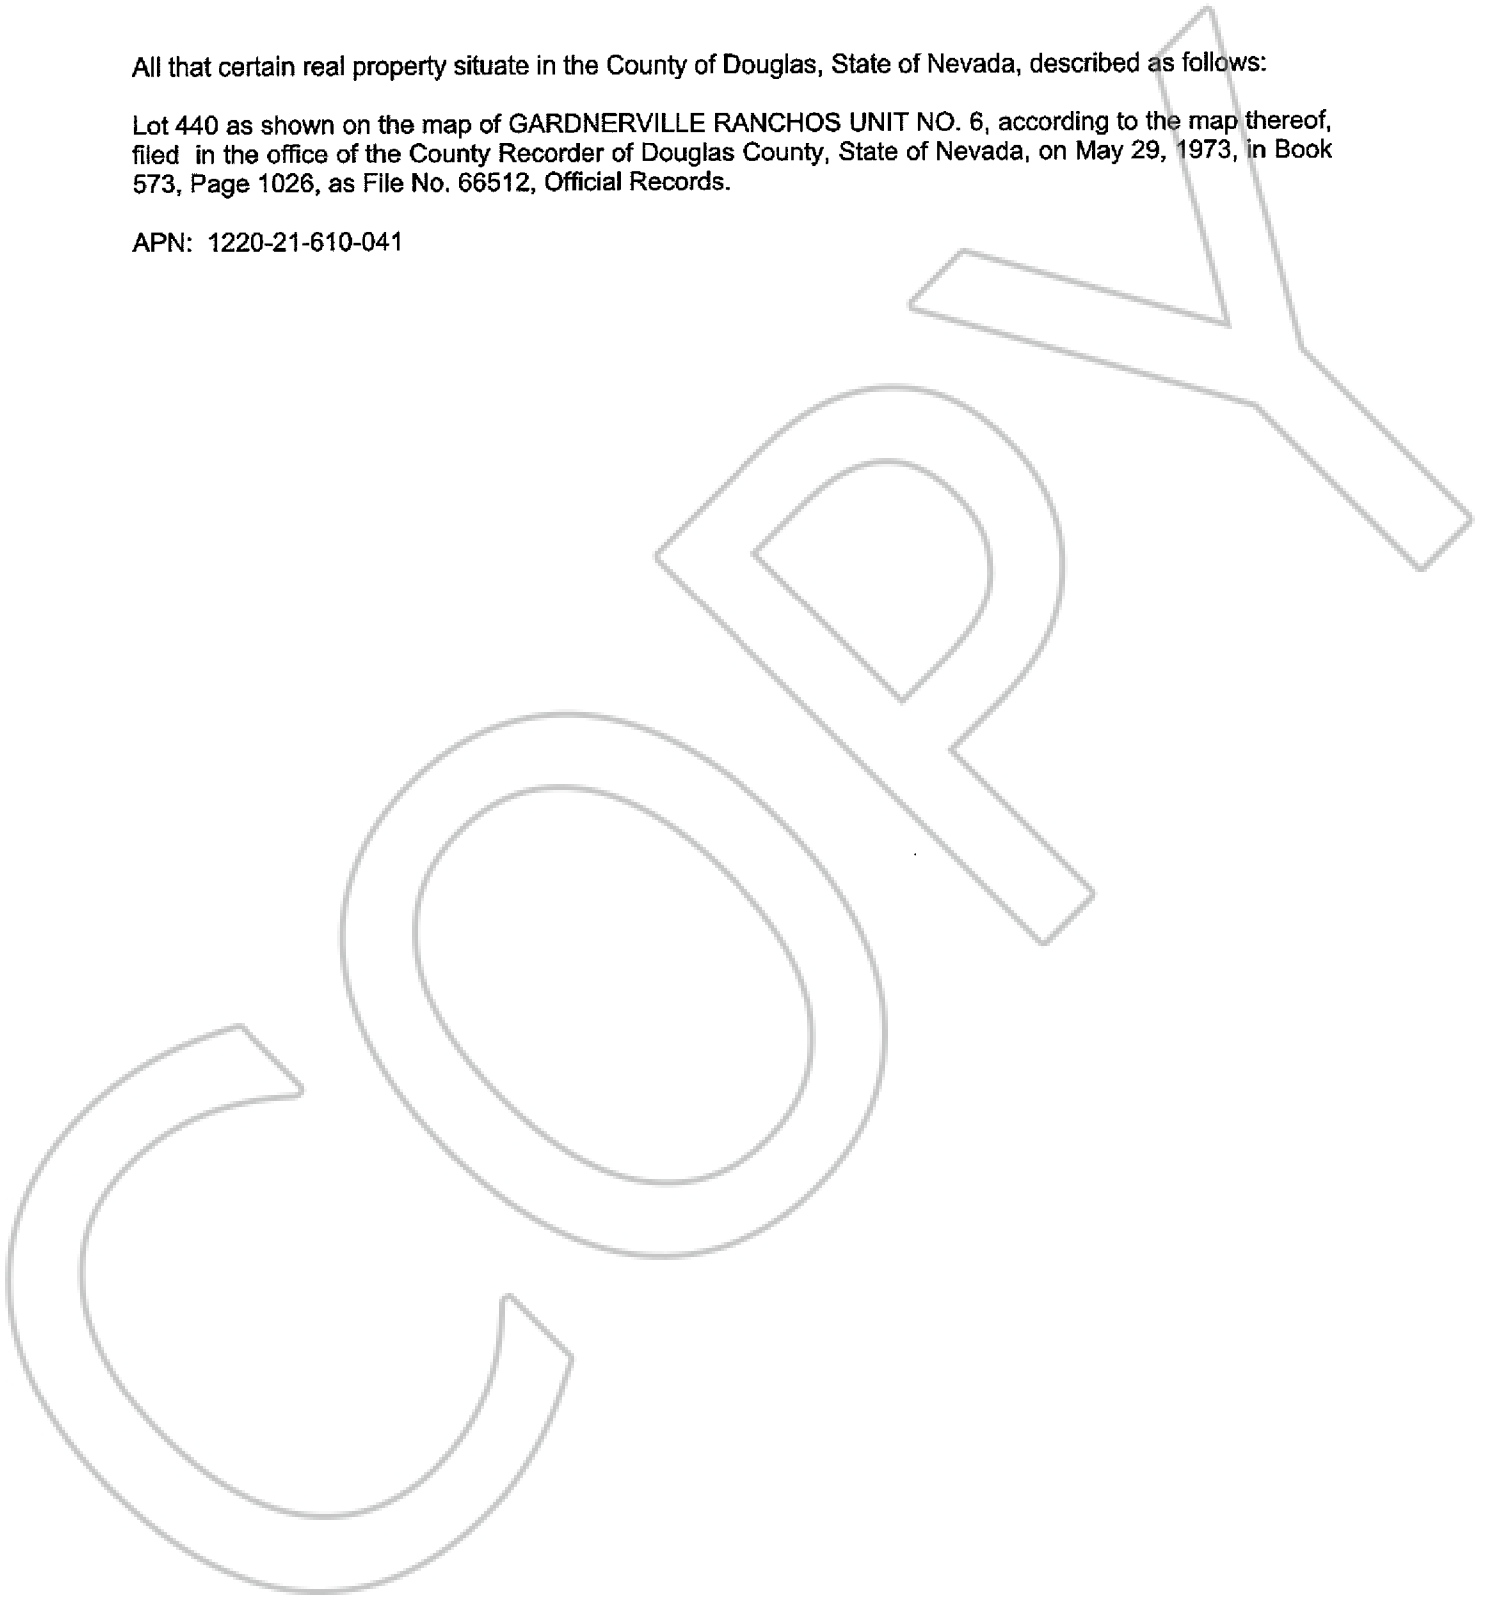 All that certain real property situate in the County of Douglas, State of Nevada, described as follows:
Lot 440 as shown on the map of GARDNERVILLE RANCHOS UNIT NO. 6, according to the map thereof,
filed in the office of the County Recorder of Douglas County, State of Nevada, on May 29, 1973, in Book
573, Page 1026, as File No. 66512, Official Records.
APN: 1220-21-610-041
COPY